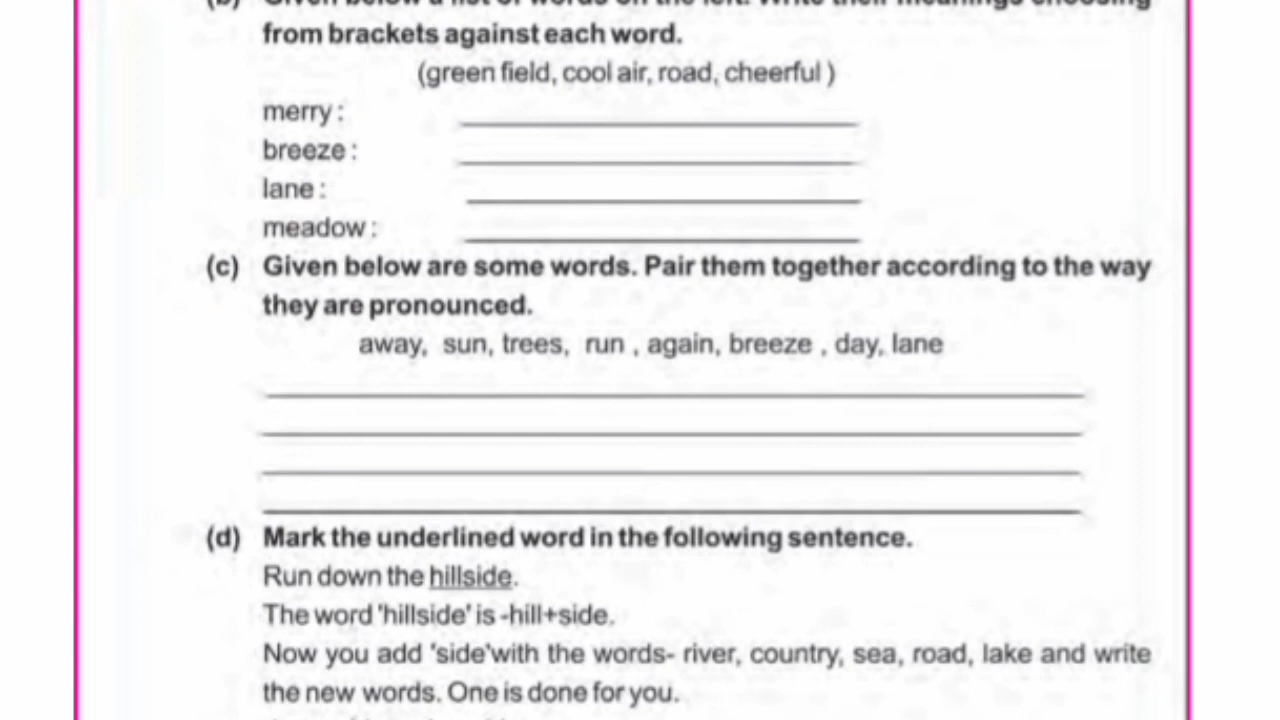 (b) Given below a list of words on the left. Write their meanings choosing
from brackets against each word.
(green field, cool air, road, cheerful )
merry :
breeze :
lane :
meadow :
(c) Given below are some words. Pair them together according to the way
they are pronounced.
away, sun, trees, run , again, breeze , day, lane
(d) Mark the underlined word in the following sentence.
Run down the hillside.
The word 'hillside' is -hill+side.
Now you add 'side'with the words- river, country, sea, road, lake and write
the new words. One is done for you.